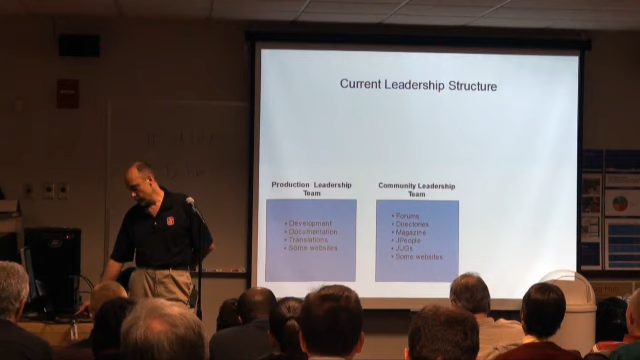 Current Leadership Structure
Production Leadership
Team
• Development
• Documentation
• Translations
• Some websites
Community Leadership
Team
• Forums
• Directories
• Magazine
• JPeople
• JUGs
• Some websites